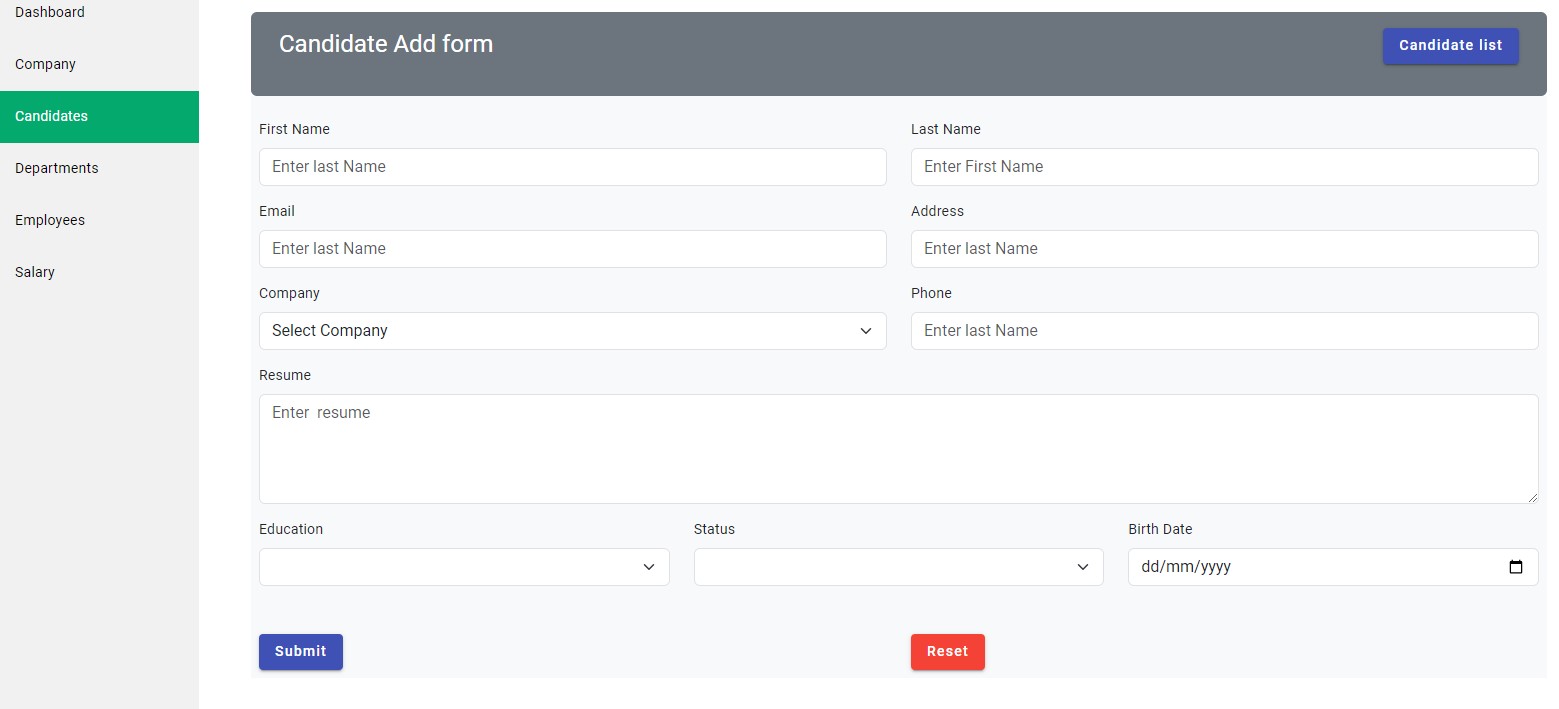 Dashboard
Company
Candidates
Departments
Employees
Salary
Candidate Add form
Candidate list
First Name
Last Name
Enter last Name
Enter First Name
Email
Address
Enter last Name
Enter last Name
Company
Phone
Select Company
Enter last Name
Resume
Enter  resume
Education
Status
Birth Date
dd/mm/yyyy
Submit
Reset